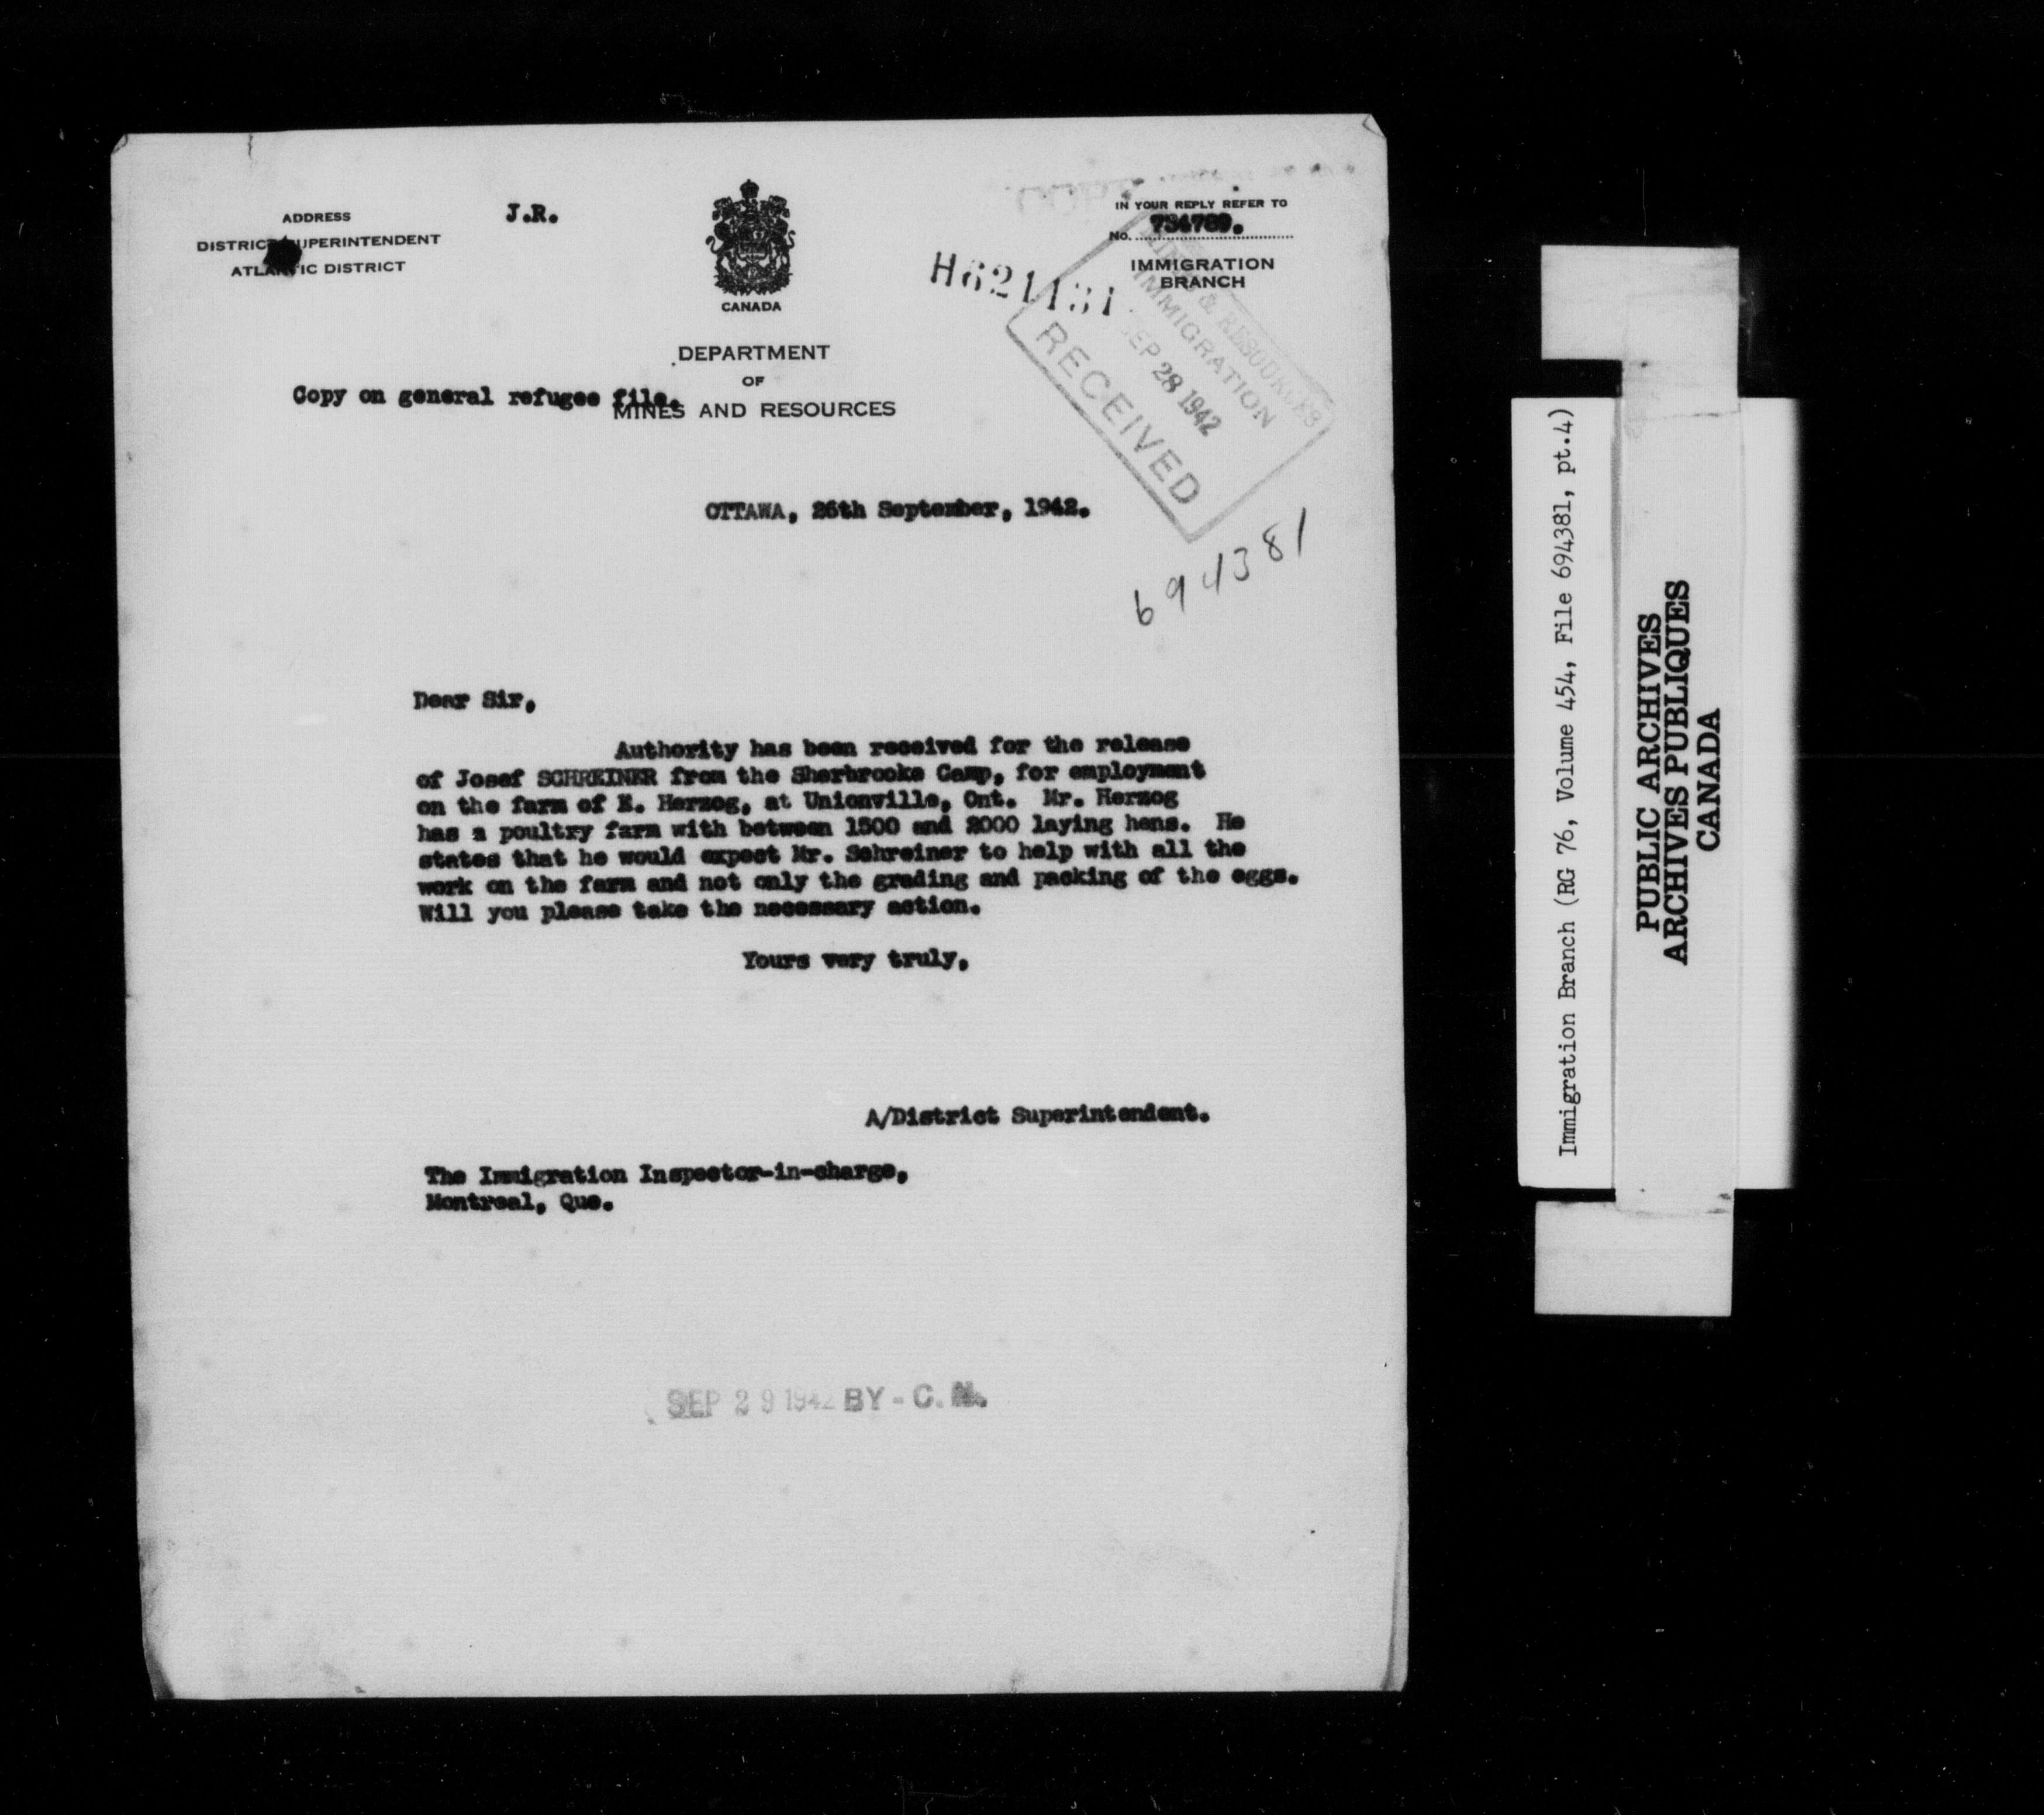 ADDRESS
DISTRICT SUPERINTENDENT
ATLANTIC DISTRICT
J.R.
CANADA
IN YOUR REPLY REFER TO
No.
IMMIGRATION
BRANCH
H621131
DEPARTMENT
OF
MINES AND RESOURCES
Copy on general refugee file.
MINES & RESOURCES
IMMIGRATION
SEP 28 1942
RECEIVED
OTTAWA, 26th September, 1942.
694381
Dear Sir,
Authority has been received for the release
of Josef SCHREINER from the Sherbrooke Camp, for employment
on the farm of E. Herzog, at Unionville, Ont. Mr. Herzog
has a poultry farm with between 1500 and 2000 laying hens. He
states that he would expect Mr. Schreiner to help with all the
work on the farm and not only the grading and packing of the eggs.
Will you please take the necessary action.
Yours very truly,
A/District Superintendent.
The Immigration Inspector-in-charge,
Montreal, Que.
SEP 29 1942 BY - C. N.
Immigration Branch (RG 76, Volume 454, File 694381, pt.4)
PUBLIC ARCHIVES
ARCHIVES PUBLIQUES
CANADA